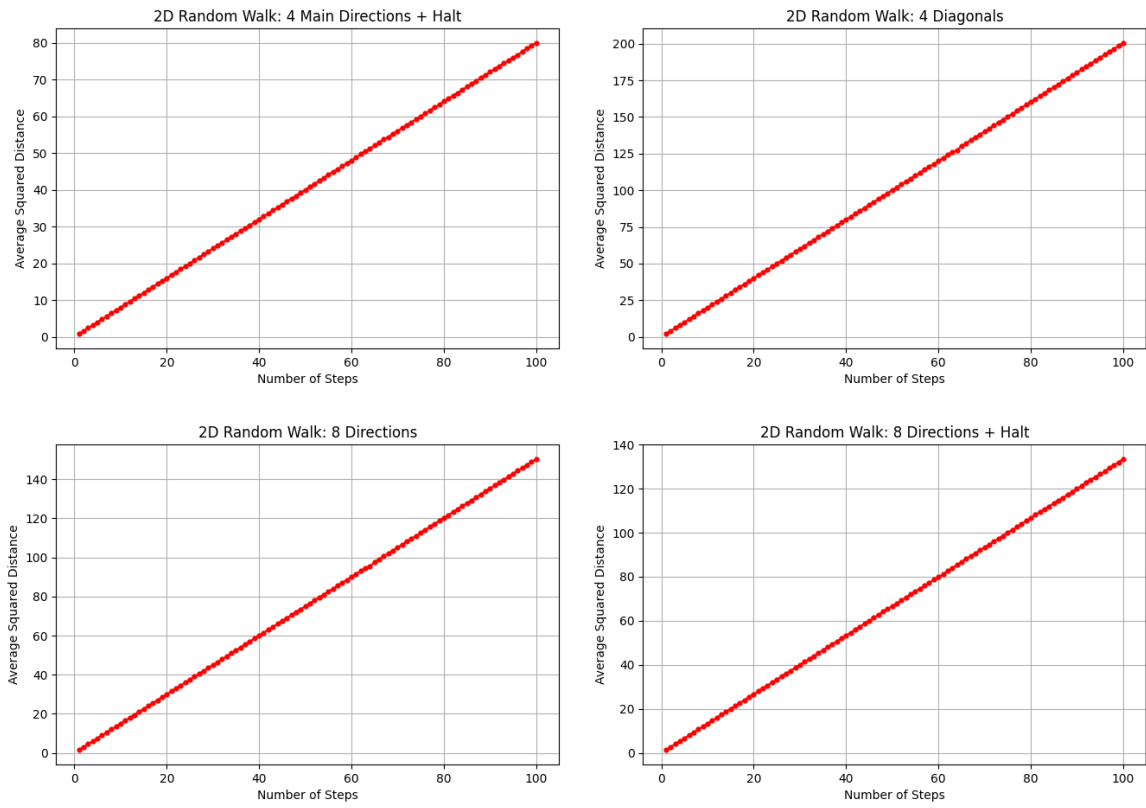 2D Random Walk: 4 Main Directions + Halt
80
70
60
50
40
30
20
10
0
Average Squared Distance
0 20 40 60 80 100
Number of Steps
2D Random Walk: 4 Diagonals
200
175
150
125
100
75
50
25
0
Average Squared Distance
0 20 40 60 80 100
Number of Steps
2D Random Walk: 8 Directions
140
120
100
80
60
40
20
0
Average Squared Distance
0 20 40 60 80 100
Number of Steps
2D Random Walk: 8 Directions + Halt
140
120
100
80
60
40
20
0
Average Squared Distance
0 20 40 60 80 100
Number of Steps